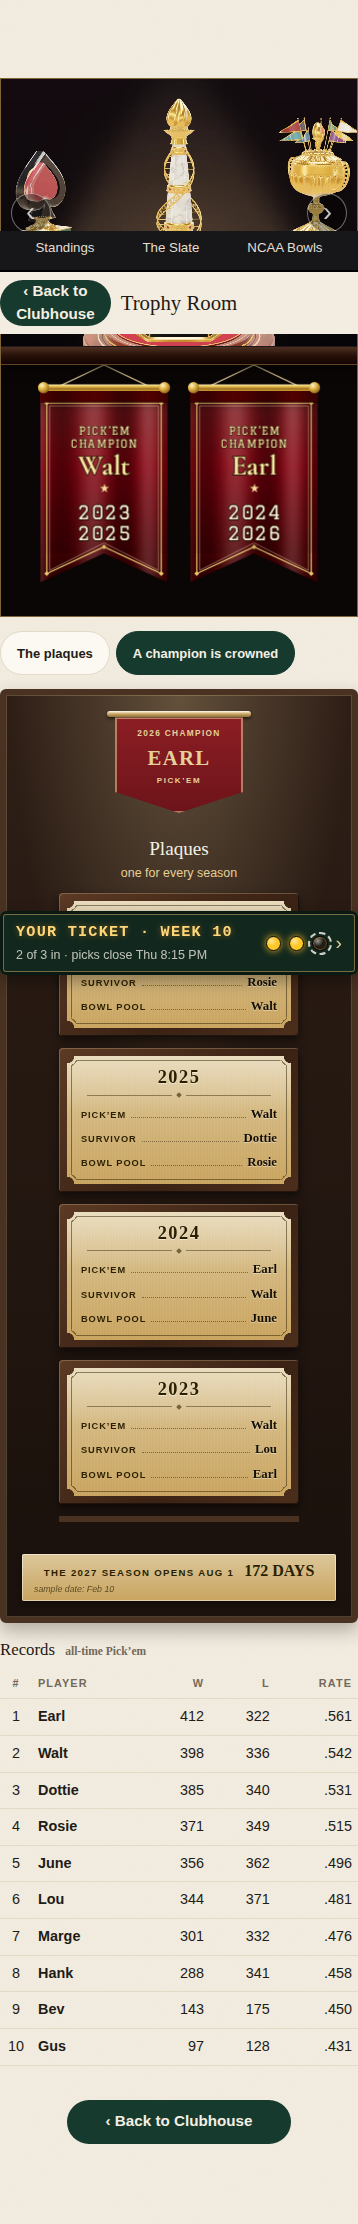 ‹ ›
Standings The Slate NCAA Bowls
‹ Back to
Clubhouse
Trophy Room
PICK'EM
CHAMPION
Walt
2023
2025
PICK'EM
CHAMPION
Earl
2024
2026
The plaques A champion is crowned
2026 CHAMPION
EARL
PICK'EM
Plaques
one for every season
YOUR TICKET · WEEK 10
2 of 3 in · picks close Thu 8:15 PM ›
SURVIVOR Rosie
BOWL POOL Walt
2025
PICK'EM Walt
SURVIVOR Dottie
BOWL POOL Rosie
2024
PICK'EM Earl
SURVIVOR Walt
BOWL POOL June
2023
PICK'EM Walt
SURVIVOR Lou
BOWL POOL Earl
THE 2027 SEASON OPENS AUG 1 172 DAYS
sample date: Feb 10
Records all-time Pick’em
# PLAYER W L RATE
1 Earl 412 322 .561
2 Walt 398 336 .542
3 Dottie 385 340 .531
4 Rosie 371 349 .515
5 June 356 362 .496
6 Lou 344 371 .481
7 Marge 301 332 .476
8 Hank 288 341 .458
9 Bev 143 175 .450
10 Gus 97 128 .431
‹ Back to Clubhouse